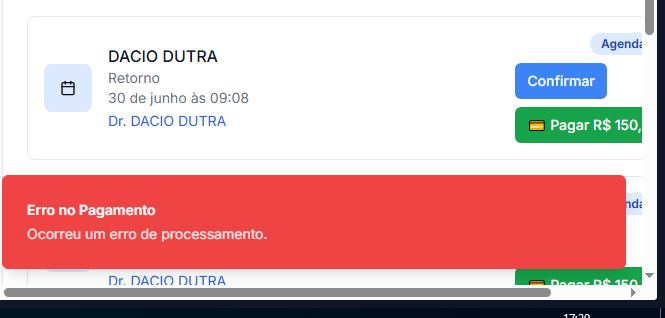 DACIO DUTRA
Agenda
Retorno
Confirmar
30 de junho às 09:08
Dr. DACIO DUTRA
Pagar R$ 150,
Erro no Pagamento
Ocorreu um erro de processamento.
Dr. DACIO DUTRA
Pagar R$ 150
17:20